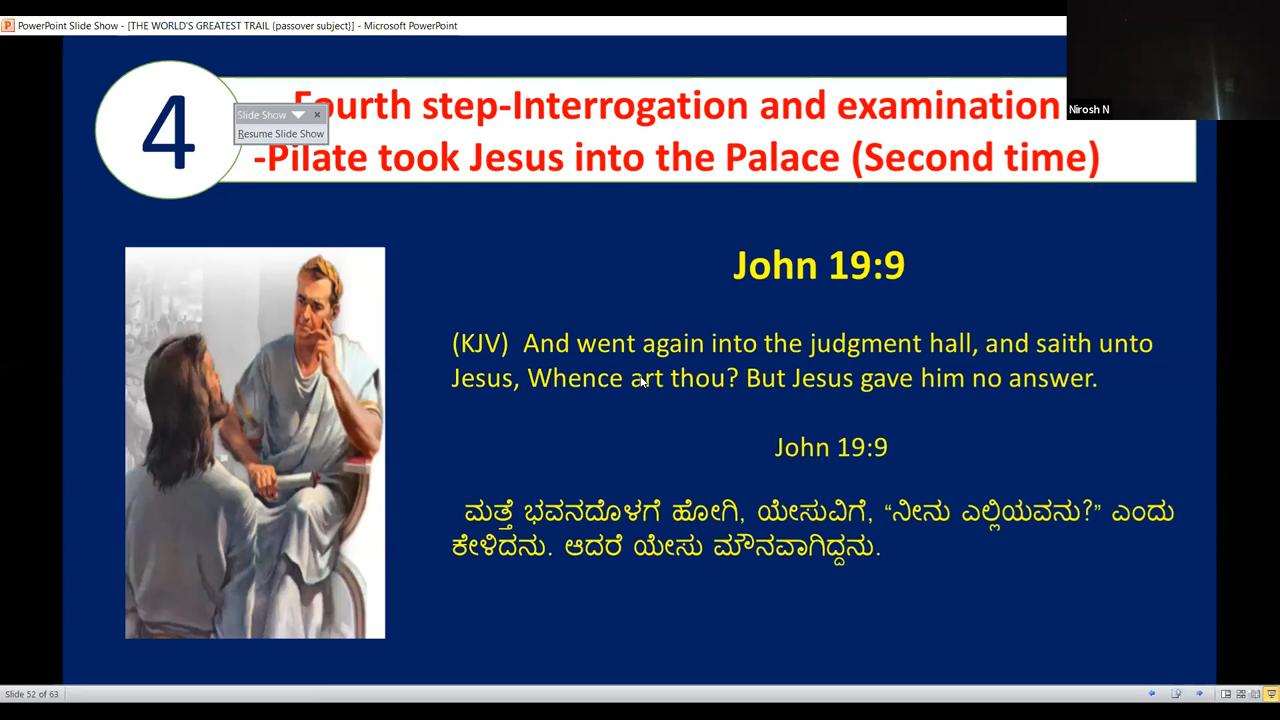 PowerPoint Slide Show - [THE WORLD'S GREATEST TRAIL (passover subject)] - Microsoft PowerPoint
Nirosh N
4
Fourth step-Interrogation and examination
-Pilate took Jesus into the Palace (Second time)
Slide Show
Resume Slide Show
John 19:9
(KJV) And went again into the judgment hall, and saith unto
Jesus, Whence art thou? But Jesus gave him no answer.
John 19:9
ಮತ್ತೆ ಭವನದೊಳಗೆ ಹೋಗಿ, ಯೇಸುವಿಗೆ, “ನೀನು ಎಲ್ಲಿಯವನು?” ಎಂದು
ಕೇಳಿದನು. ಆದರೆ ಯೇಸು ಮೌನವಾಗಿದ್ದನು.
Slide 52 of 63